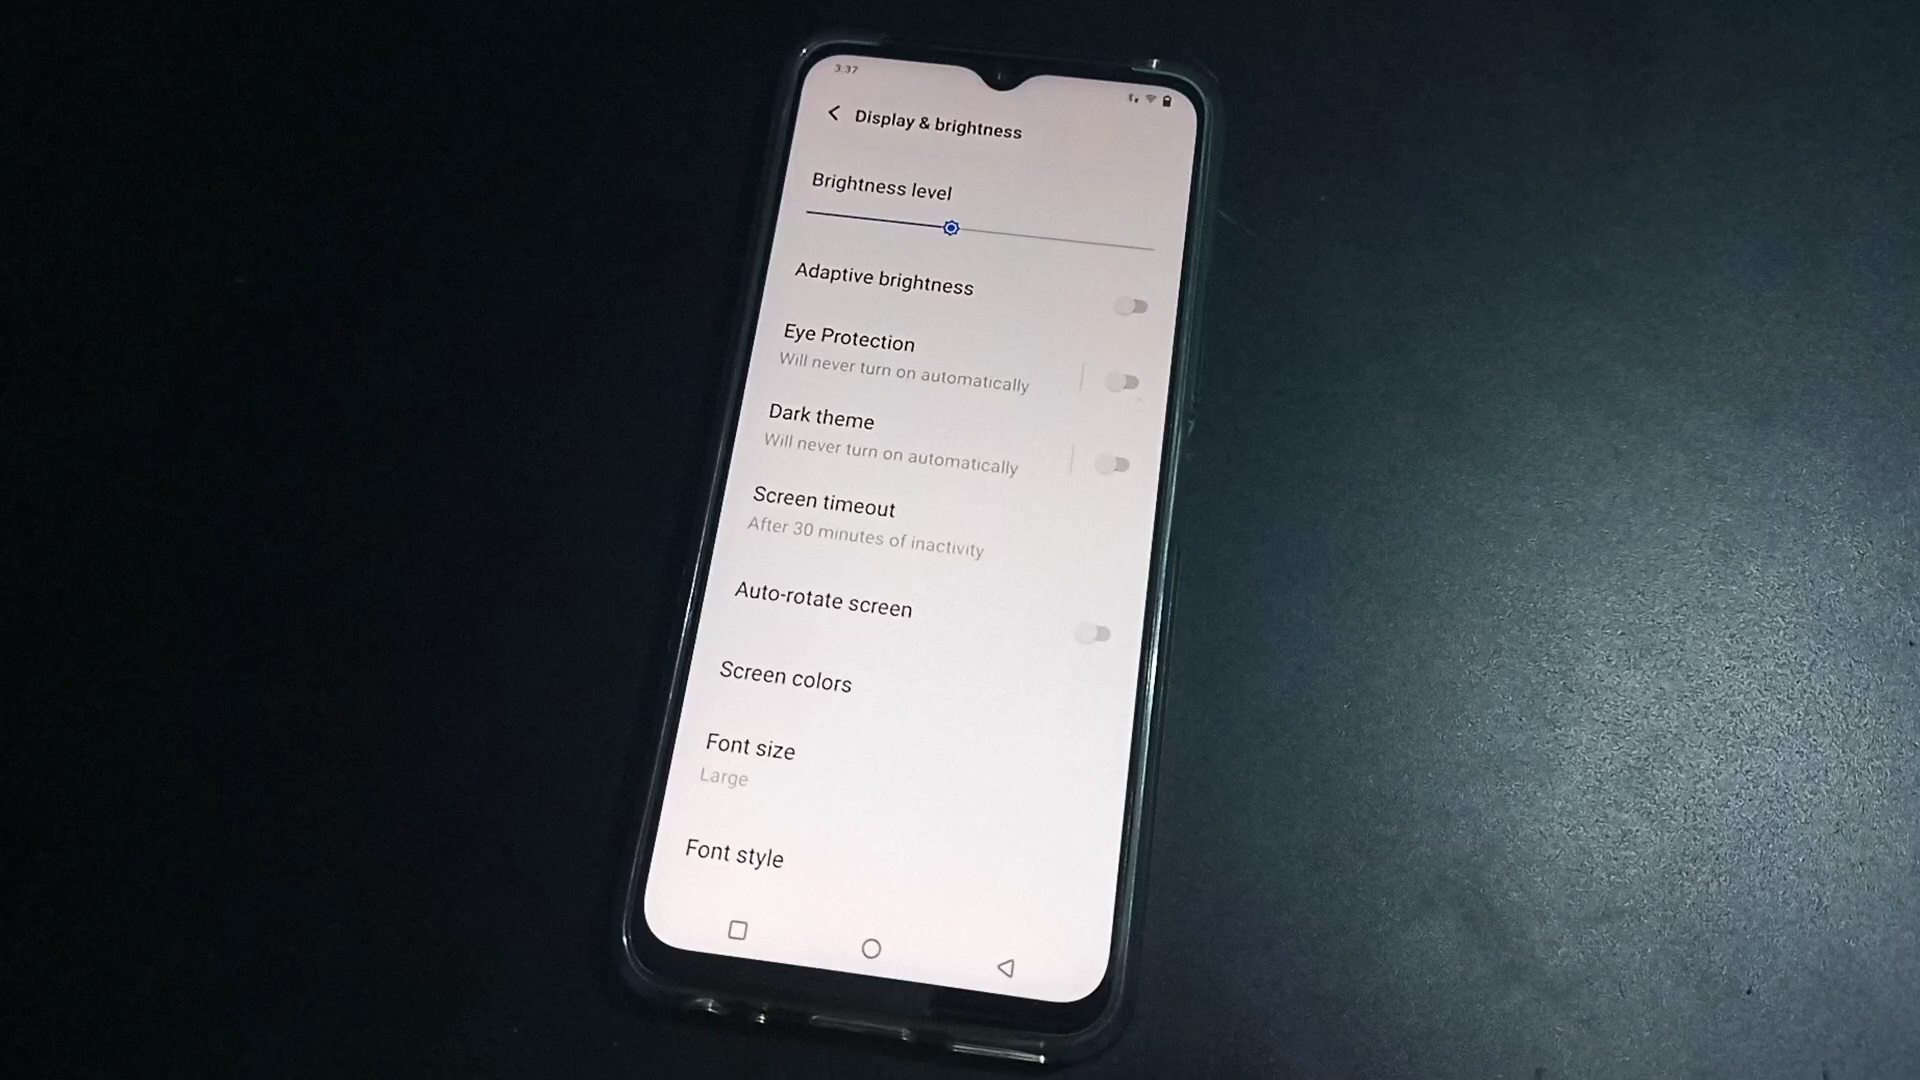 3:37
Display & brightness
Brightness level
Adaptive brightness
Eye Protection
Will never turn on automatically
Dark theme
Will never turn on automatically
Screen timeout
After 30 minutes of inactivity
Auto-rotate screen
Screen colors
Font size
Large
Font style